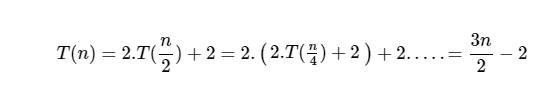 T(n) = 2.T(n/2) + 2 = 2. (2.T(n/4) + 2) + 2. . . . . = 3n/2 − 2